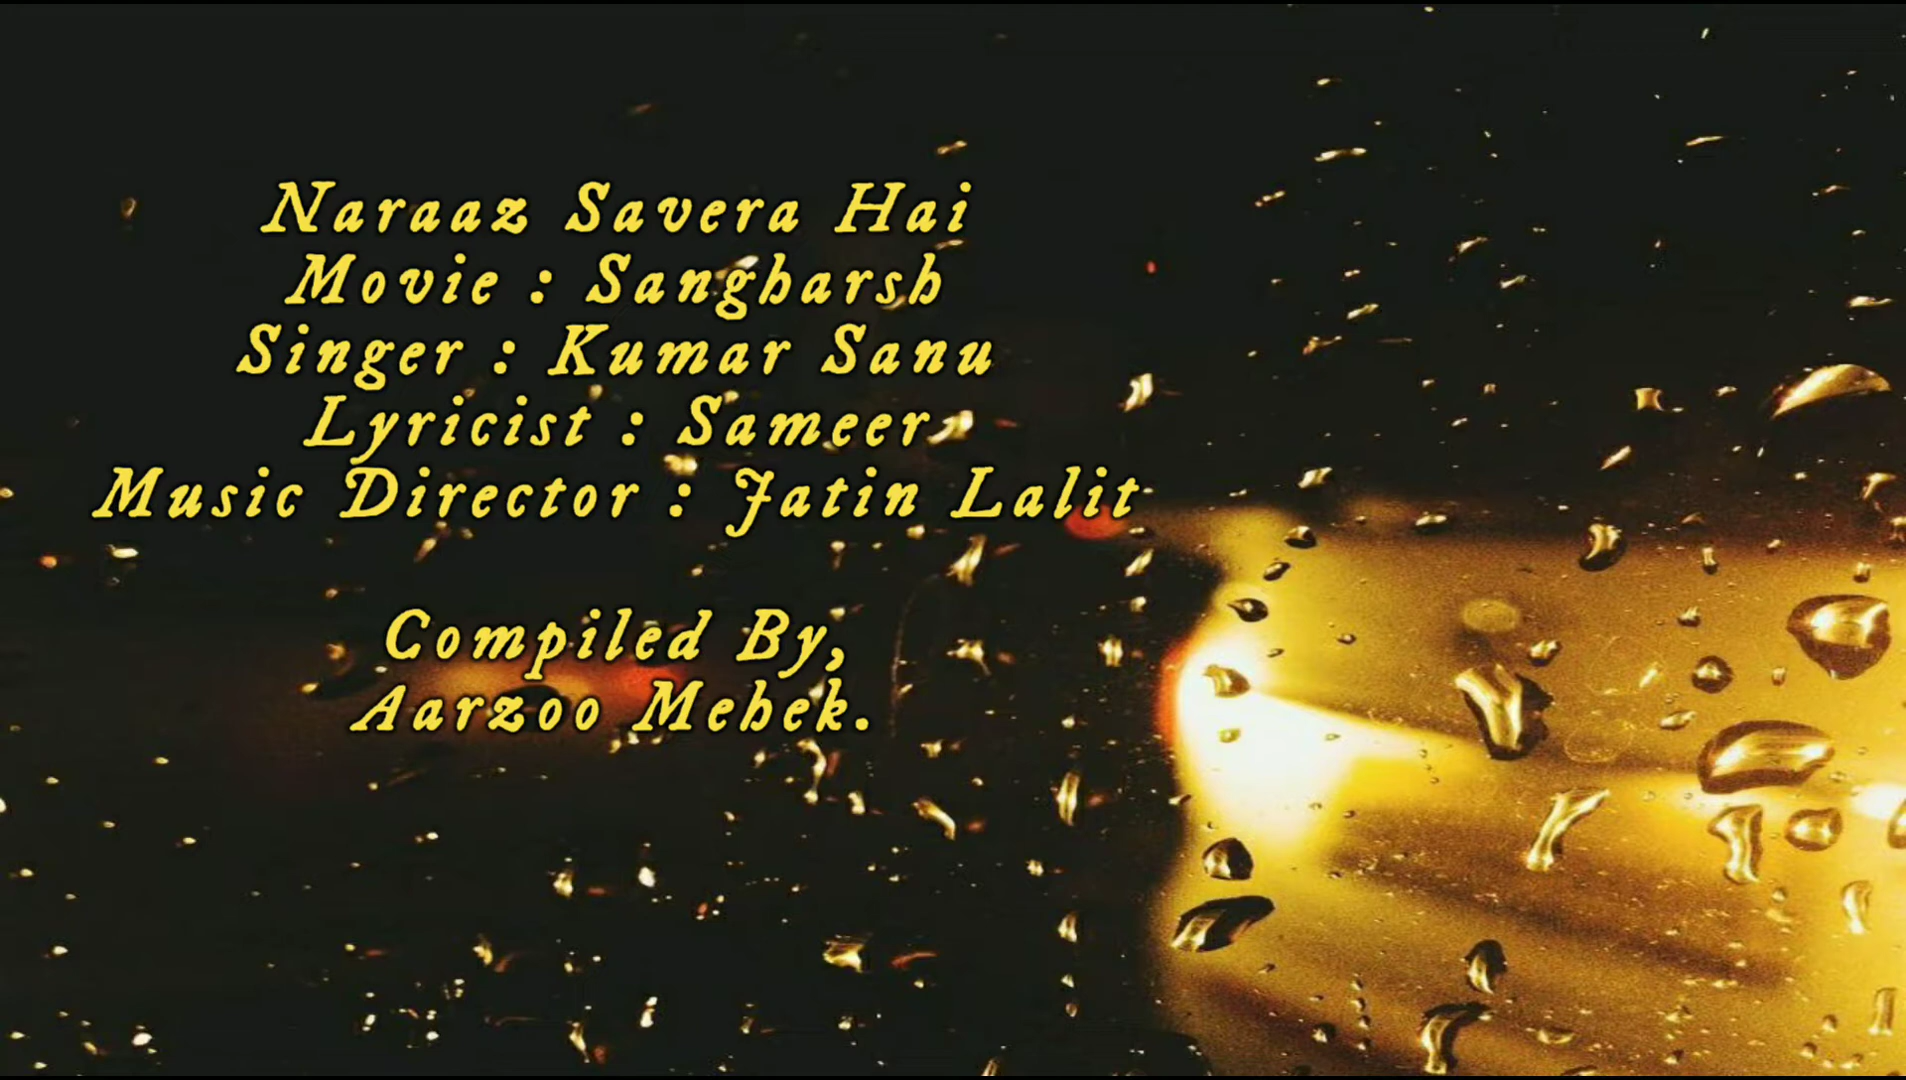 Naraaz Savera Hai
Movie : Sangharsh
Singer : Kumar Sanu
Lyricist : Sameer
Music Director : Jatin Lalit
Compiled By,
Aarzoo Mehek.